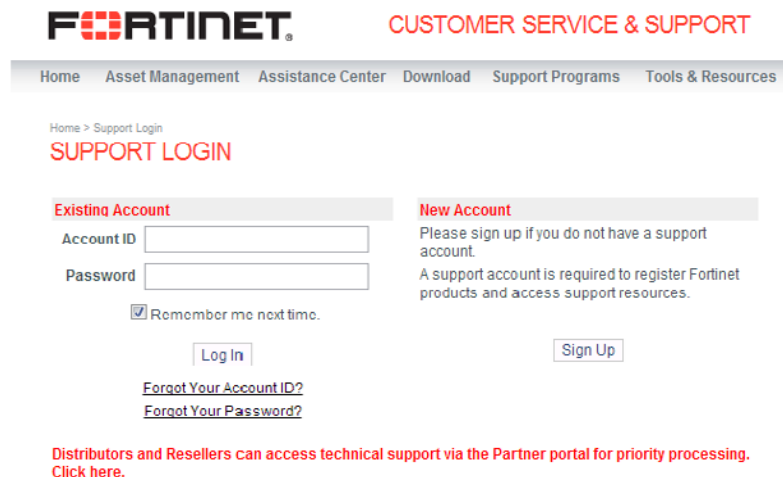 FORTINET.
CUSTOMER SERVICE & SUPPORT
Home Asset Management Assistance Center Download Support Programs Tools & Resources
Home > Support Login
SUPPORT LOGIN
Existing Account
Account ID
Password
Remember me next time.
Log In
Forgot Your Account ID?
Forgot Your Password?
New Account
Please sign up if you do not have a support
account.
A support account is required to register Fortinet
products and access support resources.
Sign Up
Distributors and Resellers can access technical support via the Partner portal for priority processing.
Click here.